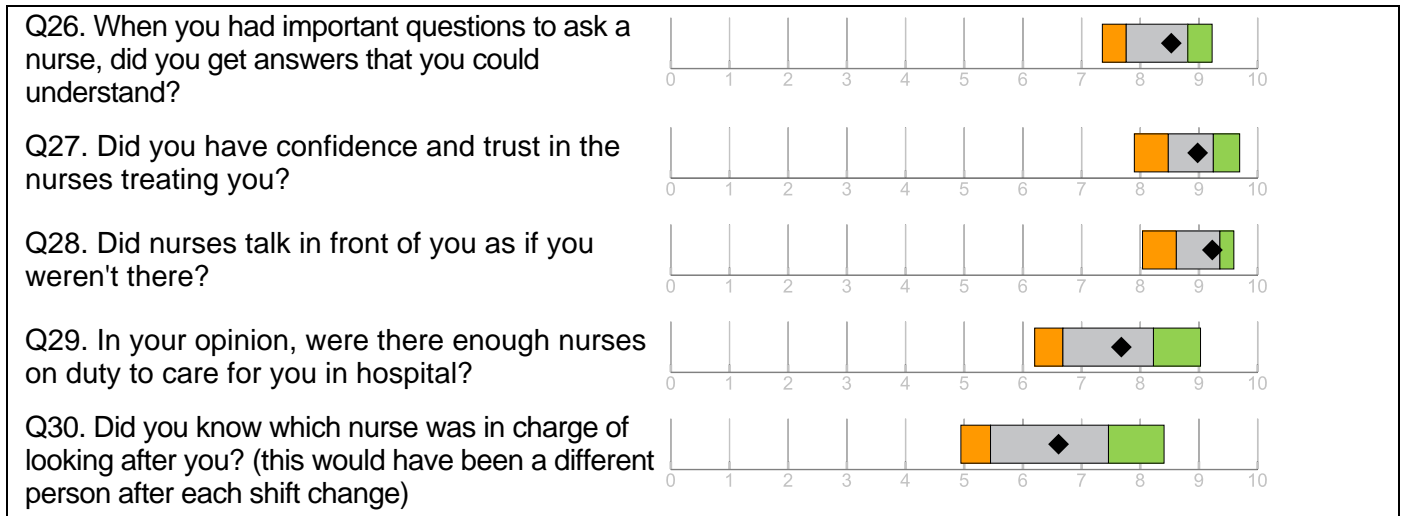 Q26. When you had important questions to ask a
nurse, did you get answers that you could
understand?
0 1 2 3 4 5 6 7 8 9 10
Q27. Did you have confidence and trust in the
nurses treating you?
0 1 2 3 4 5 6 7 8 9 10
Q28. Did nurses talk in front of you as if you
weren't there?
0 1 2 3 4 5 6 7 8 9 10
Q29. In your opinion, were there enough nurses
on duty to care for you in hospital?
0 1 2 3 4 5 6 7 8 9 10
Q30. Did you know which nurse was in charge of
looking after you? (this would have been a different
person after each shift change)
0 1 2 3 4 5 6 7 8 9 10